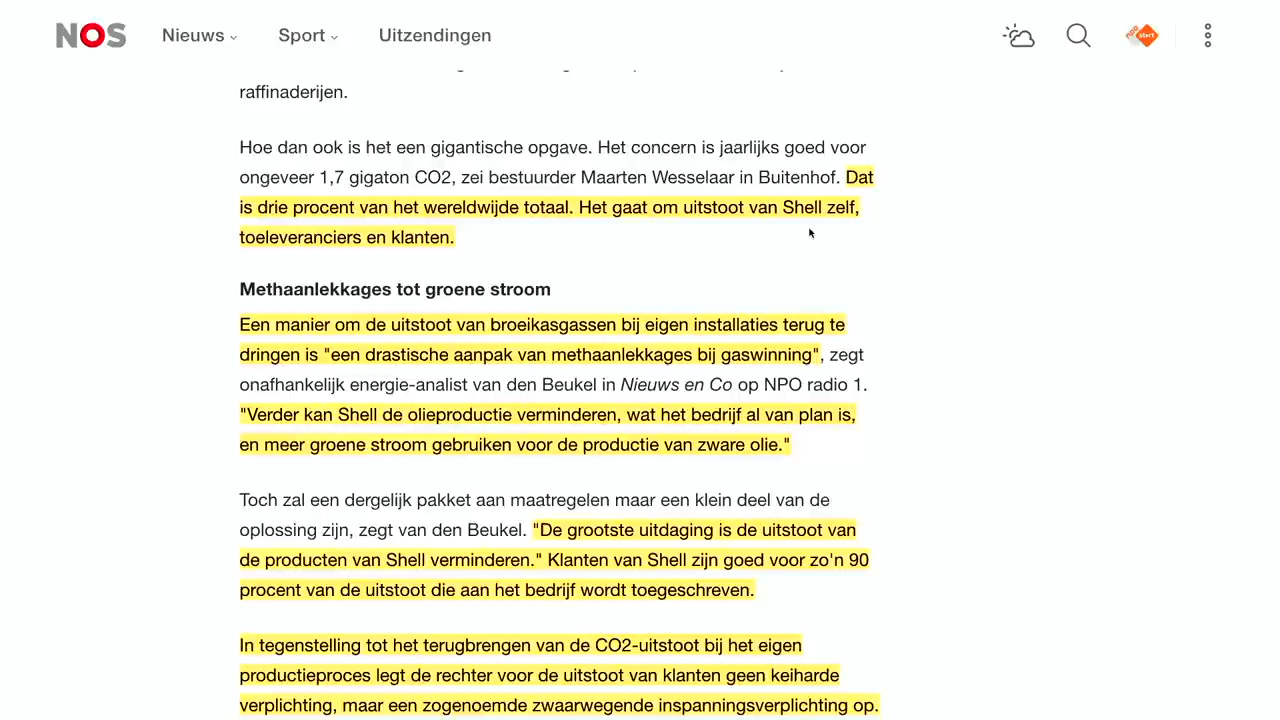 NOS Nieuws Sport Uitzendingen npo start
raffinaderijen.
Hoe dan ook is het een gigantische opgave. Het concern is jaarlijks goed voor
ongeveer 1,7 gigaton CO2, zei bestuurder Maarten Wesselaar in Buitenhof. Dat
is drie procent van het wereldwijde totaal. Het gaat om uitstoot van Shell zelf,
toeleveranciers en klanten.
Methaanlekkages tot groene stroom
Een manier om de uitstoot van broeikasgassen bij eigen installaties terug te
dringen is "een drastische aanpak van methaanlekkages bij gaswinning", zegt
onafhankelijk energie-analist van den Beukel in Nieuws en Co op NPO radio 1.
"Verder kan Shell de olieproductie verminderen, wat het bedrijf al van plan is,
en meer groene stroom gebruiken voor de productie van zware olie."
Toch zal een dergelijk pakket aan maatregelen maar een klein deel van de
oplossing zijn, zegt van den Beukel. "De grootste uitdaging is de uitstoot van
de producten van Shell verminderen." Klanten van Shell zijn goed voor zo'n 90
procent van de uitstoot die aan het bedrijf wordt toegeschreven.
In tegenstelling tot het terugbrengen van de CO2-uitstoot bij het eigen
productieproces legt de rechter voor de uitstoot van klanten geen keiharde
verplichting, maar een zogenoemde zwaarwegende inspanningsverplichting op.